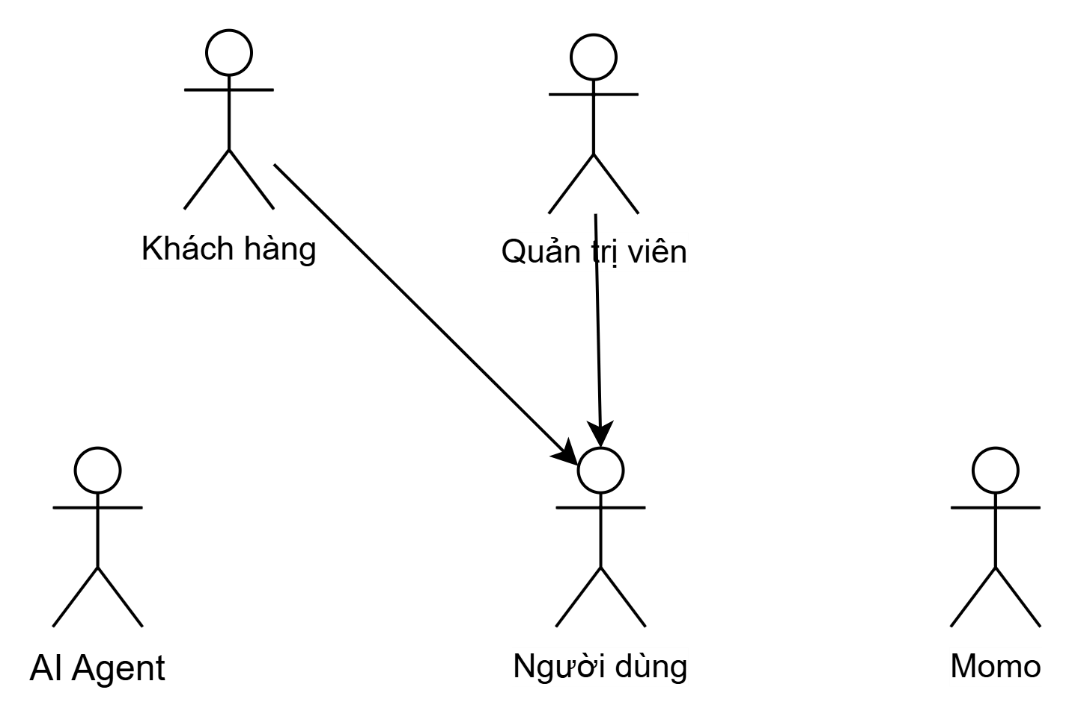 Khách hàng
Quản trị viên
AI Agent
Người dùng
Momo